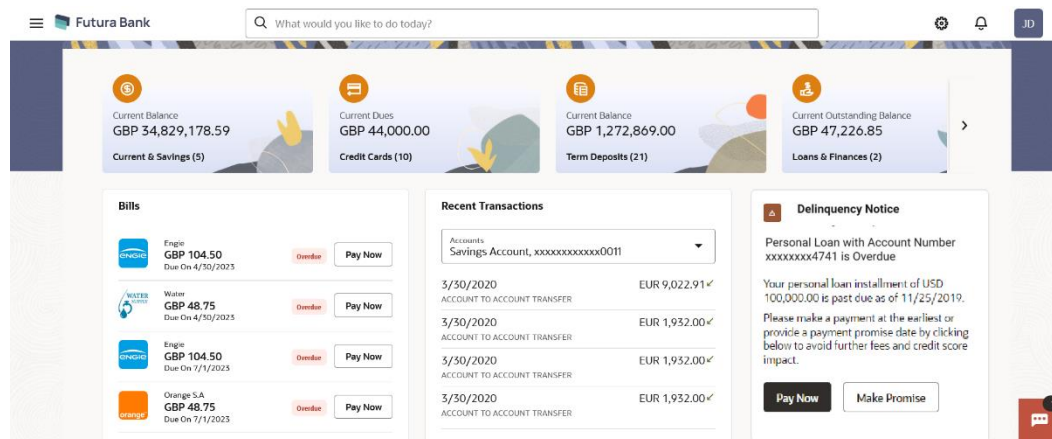 Futura Bank
What would you like to do today?
JD
Current Balance
GBP 34,829,178.59
Current & Savings (5)
Current Dues
GBP 44,000.00
Credit Cards (10)
Current Balance
GBP 1,272,869.00
Term Deposits (21)
Current Outstanding Balance
GBP 47,226.85
Loans & Finances (2)
Bills
ENGIE
Engie
GBP 104.50
Due On 4/30/2023
Overdue
Pay Now
WATER
SUPPLY
Water
GBP 48.75
Due On 4/30/2023
Overdue
Pay Now
ENGIE
Engie
GBP 104.50
Due On 7/1/2023
Overdue
Pay Now
orange
Orange S.A
GBP 48.75
Due On 7/1/2023
Overdue
Pay Now
Recent Transactions
Accounts
Savings Account, xxxxxxxxxxxx0011
3/30/2020 EUR 9,022.91
ACCOUNT TO ACCOUNT TRANSFER
3/30/2020 EUR 1,932.00
ACCOUNT TO ACCOUNT TRANSFER
3/30/2020 EUR 1,932.00
ACCOUNT TO ACCOUNT TRANSFER
3/30/2020 EUR 1,932.00
ACCOUNT TO ACCOUNT TRANSFER
Delinquency Notice
Personal Loan with Account Number
xxxxxxxx4741 is Overdue
Your personal loan installment of USD
100,000.00 is past due as of 11/25/2019.
Please make a payment at the earliest or
provide a payment promise date by clicking
below to avoid further fees and credit score
impact.
Pay Now
Make Promise